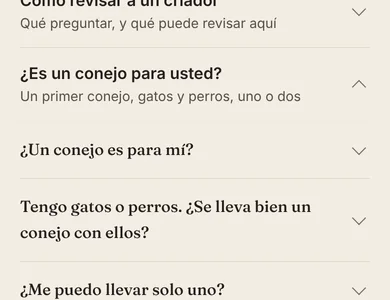 Cómo revisar a un criador
Qué preguntar, y qué puede revisar aquí
¿Es un conejo para usted?
Un primer conejo, gatos y perros, uno o dos
¿Un conejo es para mí?
Tengo gatos o perros. ¿Se lleva bien un
conejo con ellos?
¿Me puedo llevar solo uno?